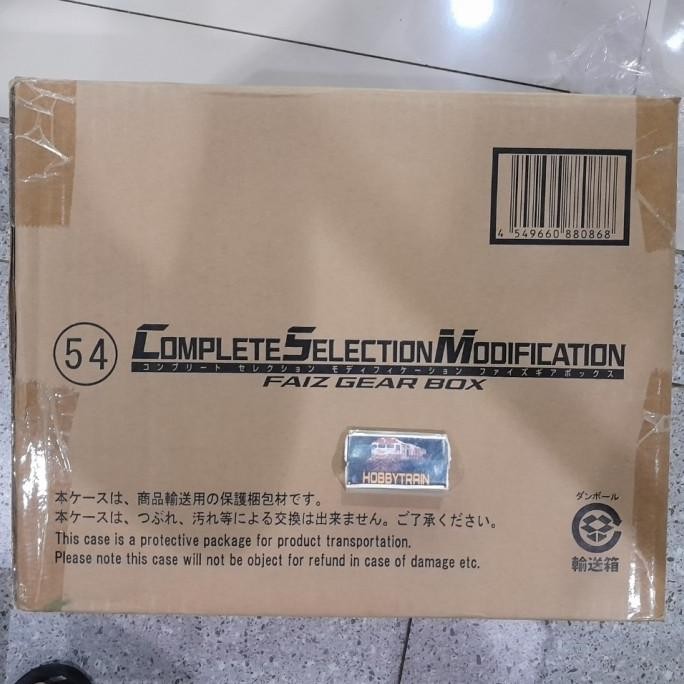 4 549660 880868
54
COMPLETE SELECTION MODIFICATION
コンプリート セレクション モディフィケーション ファイズギアボックス
FAIZ GEAR BOX
HOBBYTRAIN
本ケースは、商品輸送用の保護梱包材です。
本ケースは、つぶれ、汚れ等による交換は出来ません。ご了承ください。
This case is a protective package for product transportation.
Please note this case will not be object for refund in case of damage etc.
ダンボール
輸送箱